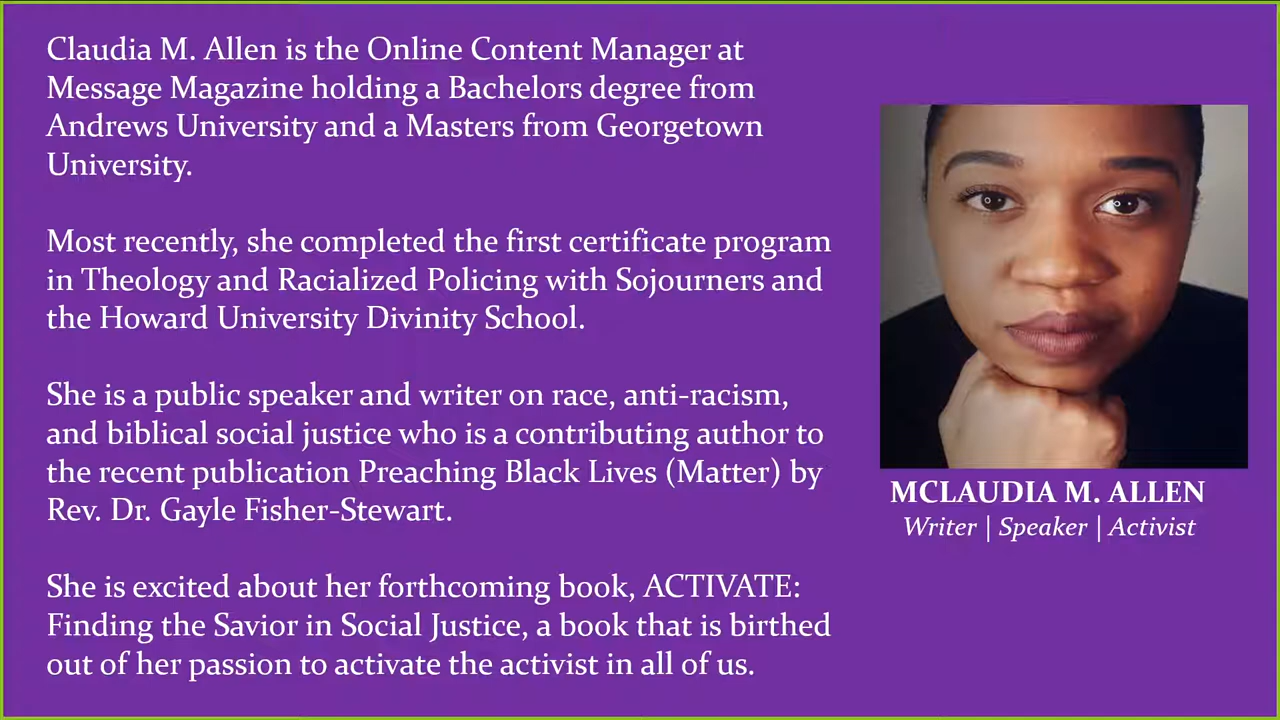 Claudia M. Allen is the Online Content Manager at
Message Magazine holding a Bachelors degree from
Andrews University and a Masters from Georgetown
University.
Most recently, she completed the first certificate program
in Theology and Racialized Policing with Sojourners and
the Howard University Divinity School.
She is a public speaker and writer on race, anti-racism,
and biblical social justice who is a contributing author to
the recent publication Preaching Black Lives (Matter) by
Rev. Dr. Gayle Fisher-Stewart.
She is excited about her forthcoming book, ACTIVATE:
Finding the Savior in Social Justice, a book that is birthed
out of her passion to activate the activist in all of us.
MCLAUDIA M. ALLEN
Writer | Speaker | Activist